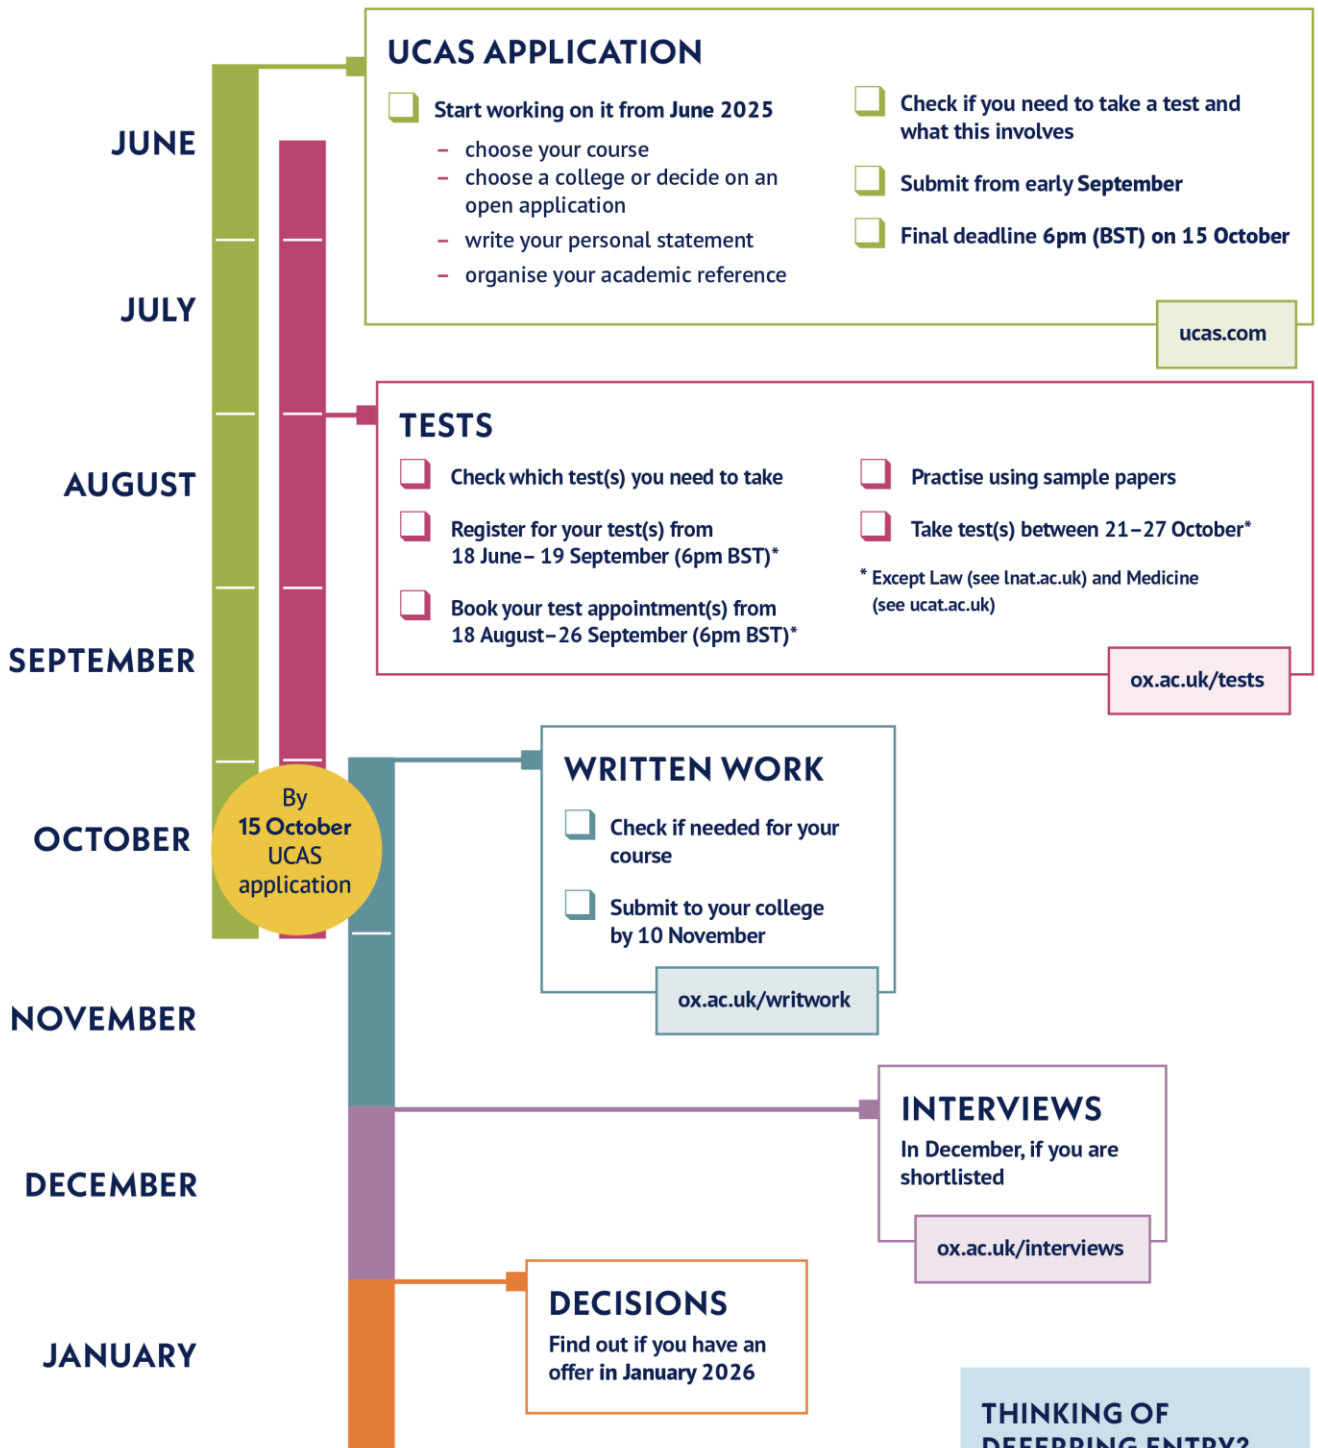 UCAS APPLICATION
Start working on it from June 2025
– choose your course
– choose a college or decide on an
open application
– write your personal statement
– organise your academic reference
Check if you need to take a test and
what this involves
Submit from early September
Final deadline 6pm (BST) on 15 October
ucas.com
JUNE
JULY
TESTS
Check which test(s) you need to take
Register for your test(s) from
18 June– 19 September (6pm BST)*
Book your test appointment(s) from
18 August–26 September (6pm BST)*
Practise using sample papers
Take test(s) between 21–27 October*
* Except Law (see lnat.ac.uk) and Medicine
(see ucat.ac.uk)
ox.ac.uk/tests
AUGUST
SEPTEMBER
WRITTEN WORK
Check if needed for your
course
Submit to your college
by 10 November
ox.ac.uk/writwork
OCTOBER
By
15 October
UCAS
application
NOVEMBER
INTERVIEWS
In December, if you are
shortlisted
ox.ac.uk/interviews
DECEMBER
DECISIONS
Find out if you have an
offer in January 2026
JANUARY
THINKING OF
DEFERRING ENTRY?